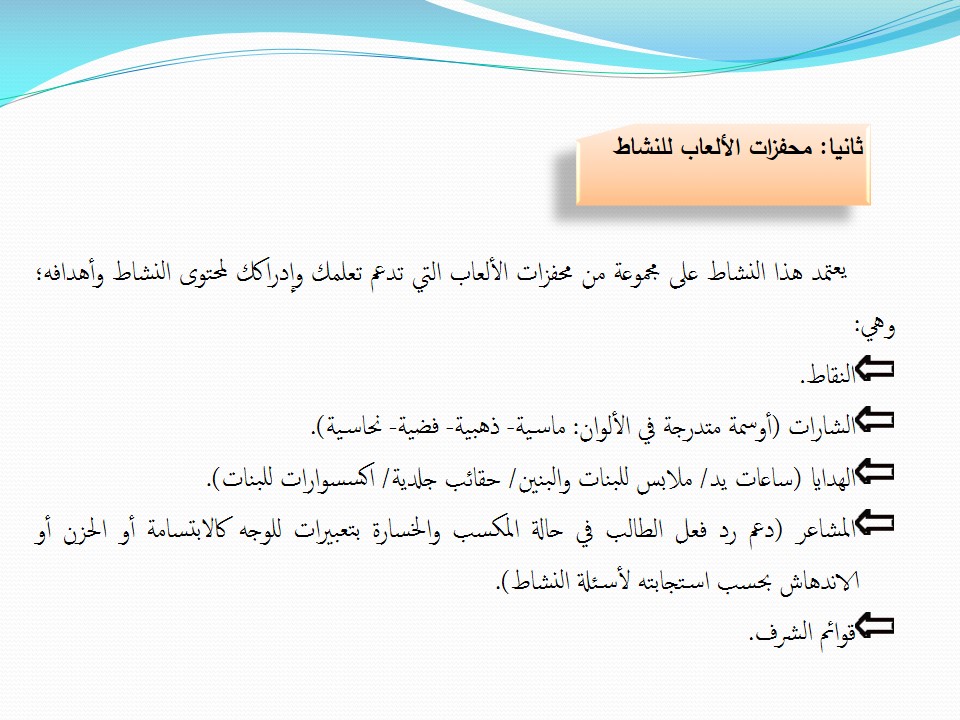 ثانيا: محفزات الألعاب للنشاط
يعتمد هذا النشاط على مجموعة من محفزات الألعاب التي تدعم تعلمك وإدراكك لمحتوى النشاط وأهدافه؛
وهي:
النقاط.
الشارات (أوسمة متدرجة في الألوان: ماسية- ذهبية- فضية- نحاسية).
الهدايا (ساعات يد/ ملابس للبنات والبنين/ حقائب جلدية/ اكسسوارات للبنات).
المشاعر (دعم رد فعل الطالب في حالة المكسب والخسارة بتعبيرات للوجه كالابتسامة أو الحزن أو
الاندهاش بحسب استجابته لأسئلة النشاط).
قوائم الشرف.